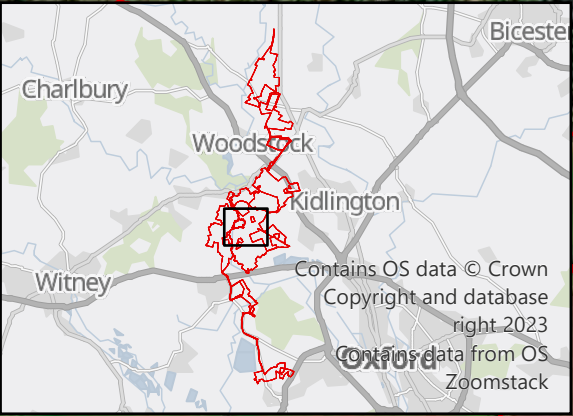 Bicester
Charlbury
Woodstock
Kidlington
Witney
Oxford
Contains OS data © Crown
Copyright and database
right 2023
Contains data from OS
Zoomstack